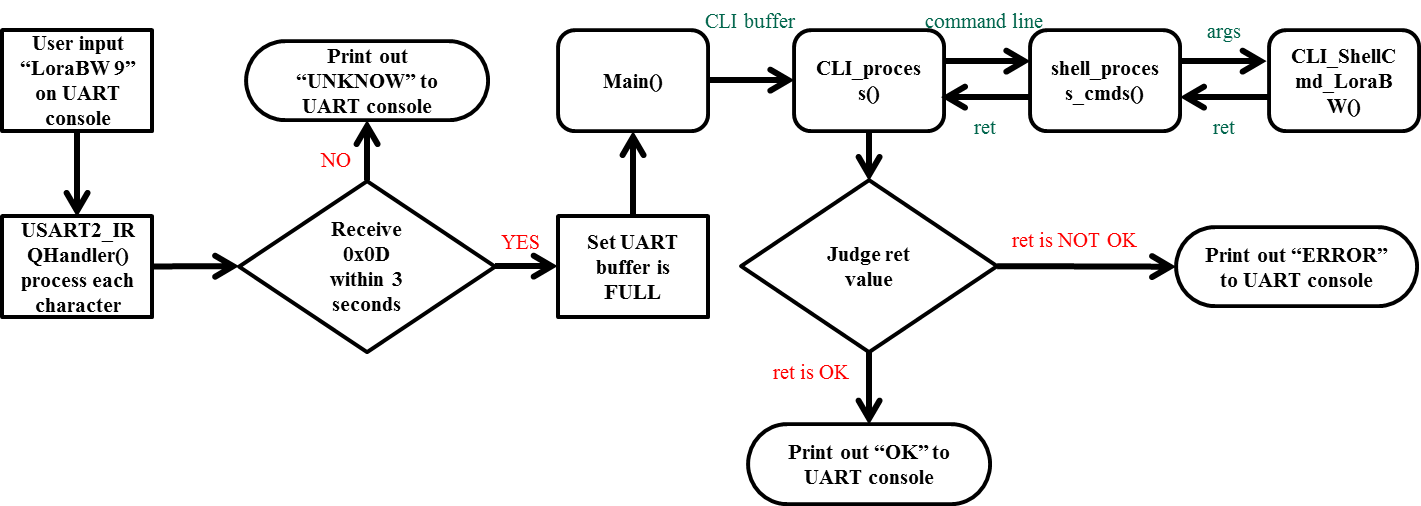 User input
“LoraBW 9”
on UART
console
USART2_IR
QHandler()
process each
character
Print out
“UNKNOW” to
UART console
NO
Receive
0x0D
within 3
seconds
YES
Set UART
buffer is
FULL
Main()
CLI buffer
CLI_proces
s()
command line
ret
shell_proces
s_cmds()
args
ret
CLI_ShellC
md_LoraB
W()
Judge ret
value
ret is NOT OK
Print out “ERROR”
to UART console
ret is OK
Print out “OK” to
UART console